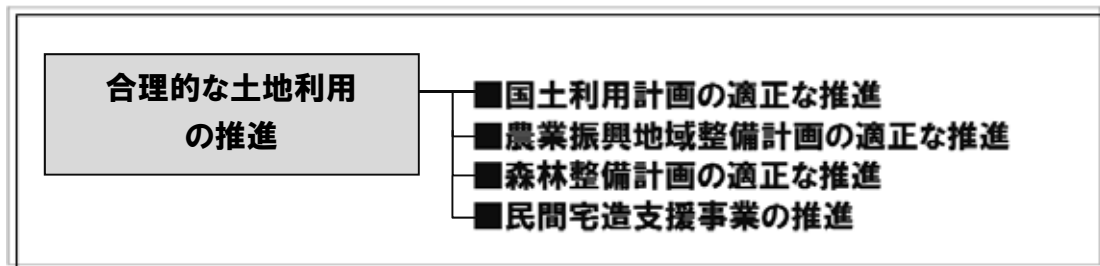 合理的な土地利用
の推進
■国土利用計画の適正な推進
■農業振興地域整備計画の適正な推進
■森林整備計画の適正な推進
■民間宅造支援事業の推進